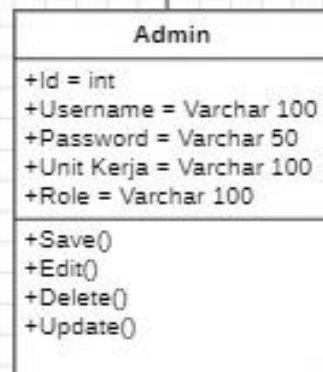 Admin
+Id = int
+Username = Varchar 100
+Password = Varchar 50
+Unit Kerja = Varchar 100
+Role = Varchar 100
+Save()
+Edit()
+Delete()
+Update()